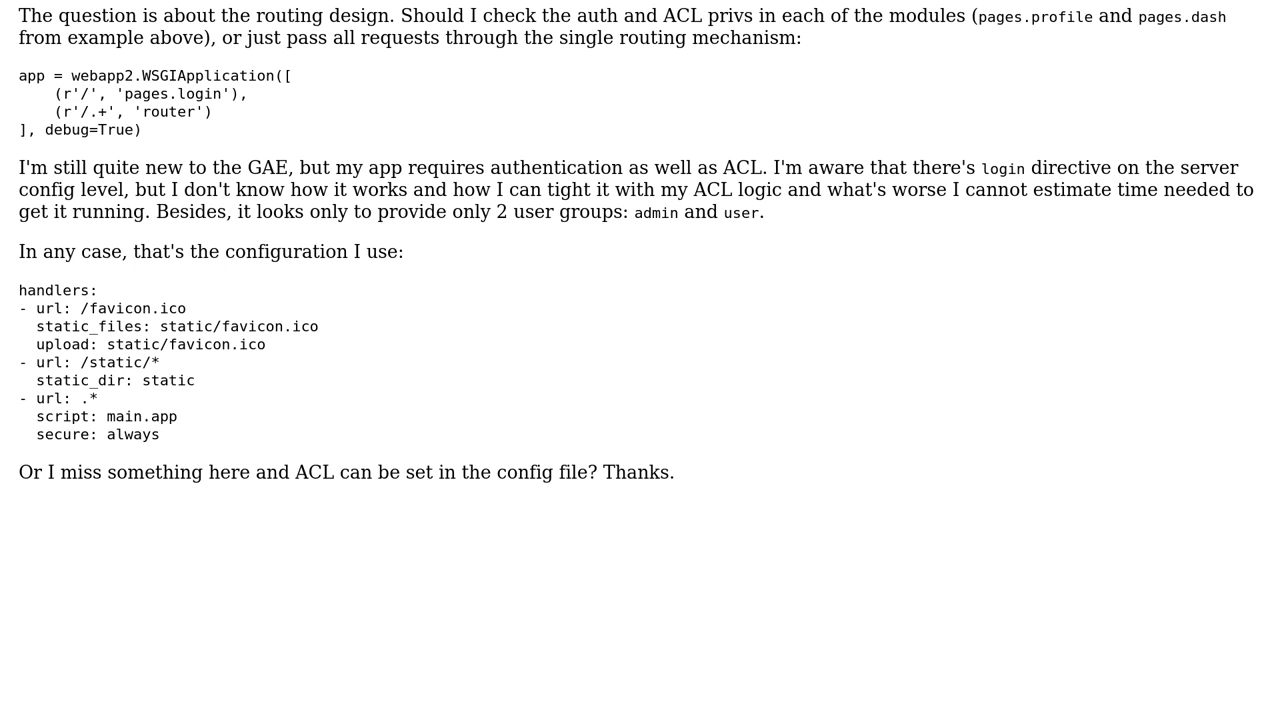 The question is about the routing design. Should I check the auth and ACL privs in each of the modules (pages.profile and pages.dash
from example above), or just pass all requests through the single routing mechanism:
app = webapp2.WSGIApplication([
    (r'/', 'pages.login'),
    (r'/.+', 'router')
], debug=True)
I'm still quite new to the GAE, but my app requires authentication as well as ACL. I'm aware that there's login directive on the server
config level, but I don't know how it works and how I can tight it with my ACL logic and what's worse I cannot estimate time needed to
get it running. Besides, it looks only to provide only 2 user groups: admin and user.
In any case, that's the configuration I use:
handlers:
- url: /favicon.ico
  static_files: static/favicon.ico
  upload: static/favicon.ico
- url: /static/*
  static_dir: static
- url: .*
  script: main.app
  secure: always
Or I miss something here and ACL can be set in the config file? Thanks.